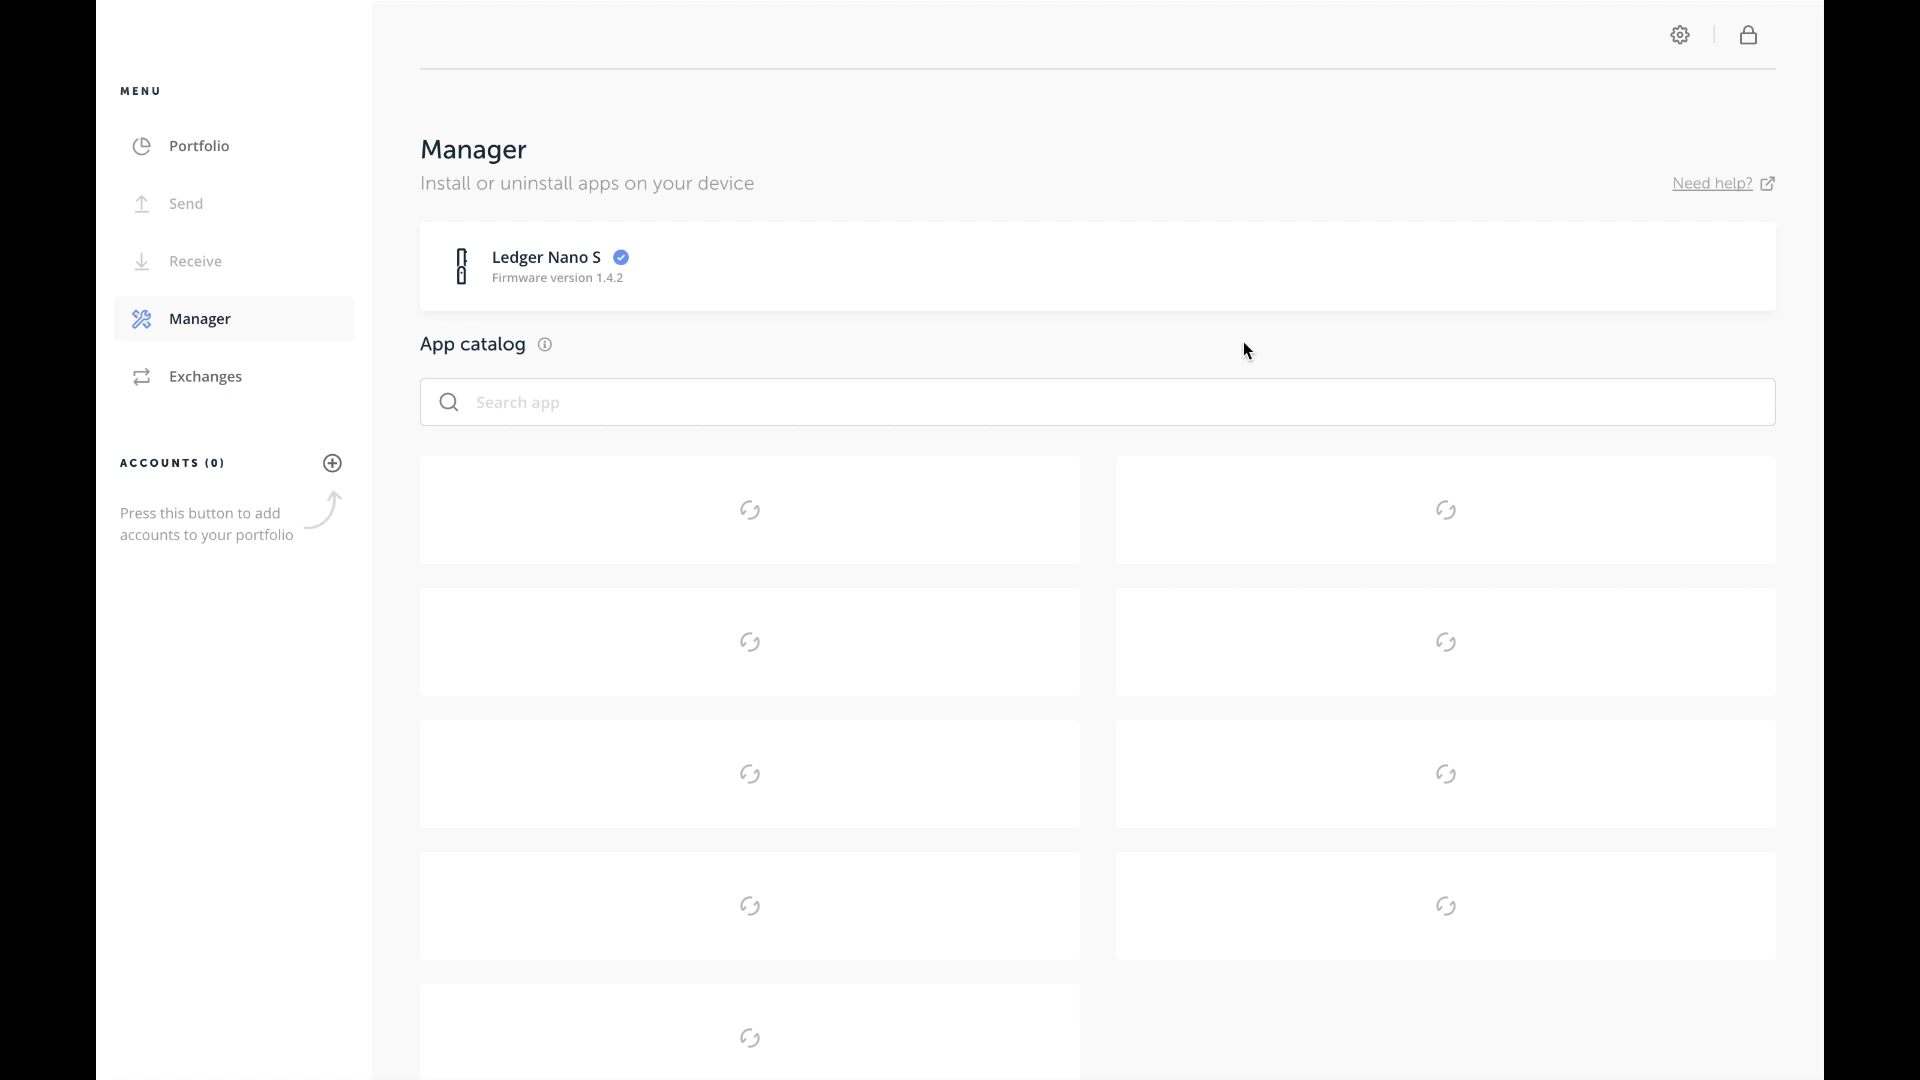 MENU
Portfolio
Send
Receive
Manager
Exchanges
ACCOUNTS (0)
Press this button to add
accounts to your portfolio
Manager
Install or uninstall apps on your device
Need help?
Ledger Nano S
Firmware version 1.4.2
App catalog
Search app